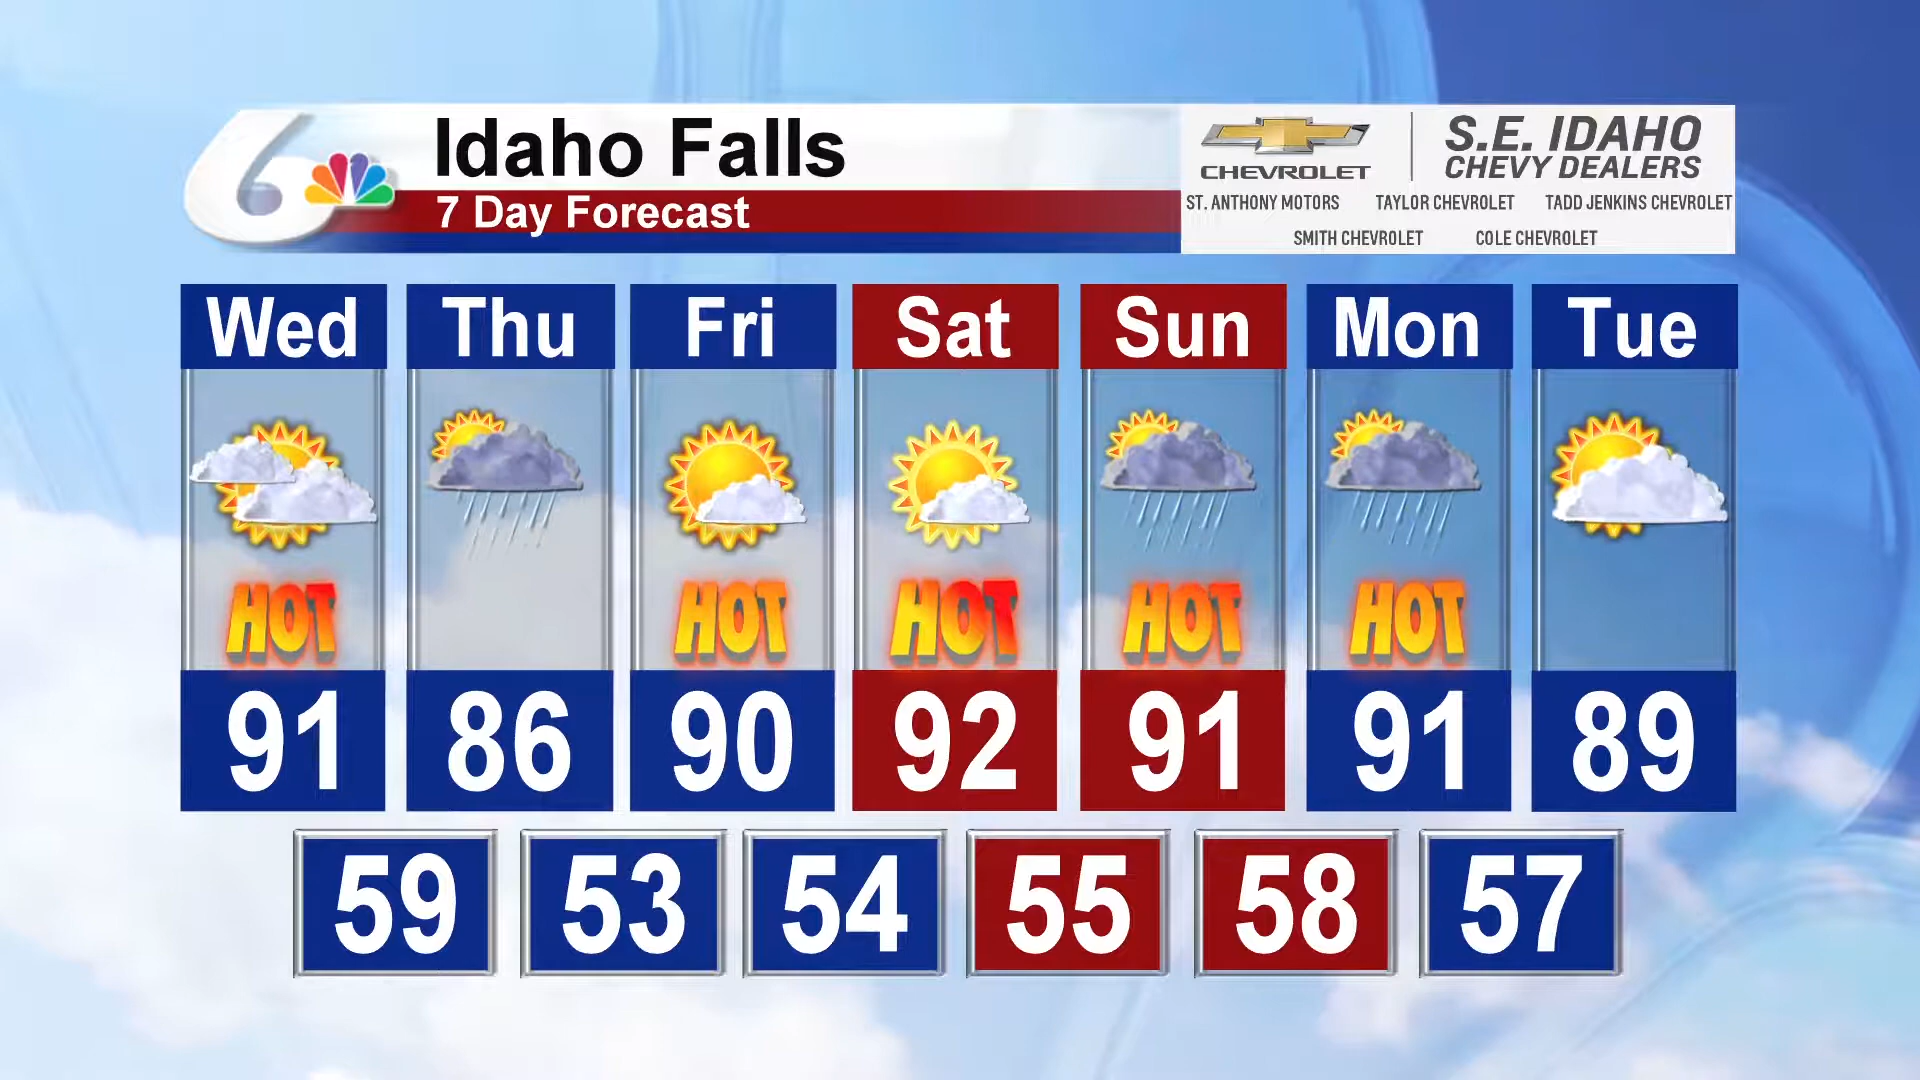 6
Idaho Falls
7 Day Forecast
CHEVROLET
S.E. IDAHO
CHEVY DEALERS
ST. ANTHONY MOTORS TAYLOR CHEVROLET TADD JENKINS CHEVROLET
SMITH CHEVROLET COLE CHEVROLET
Wed Thu Fri Sat Sun Mon Tue
HOT HOT HOT HOT HOT
91 86 90 92 91 91 89
59 53 54 55 58 57